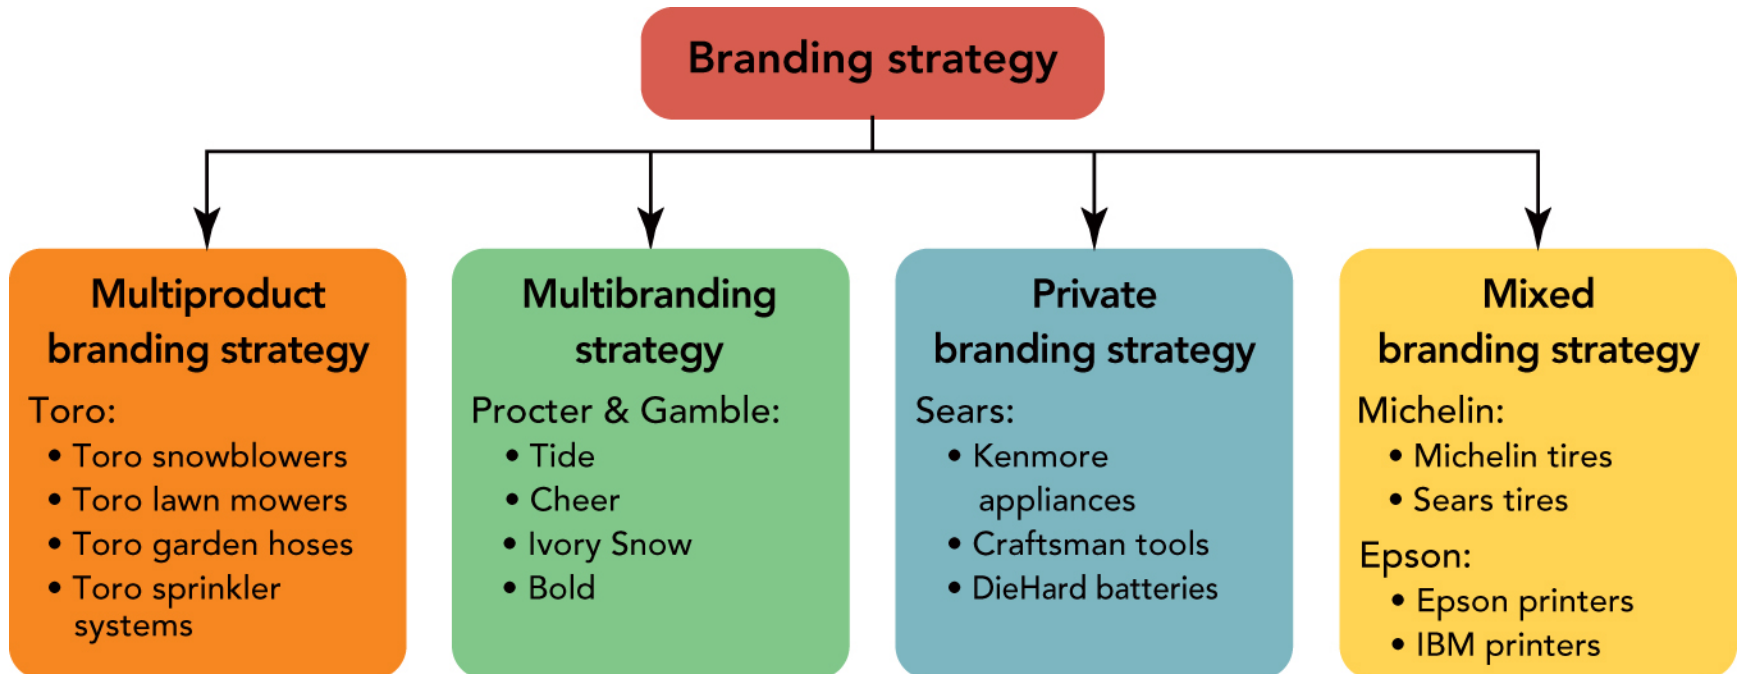 Branding strategy
Multiproduct
branding strategy
Toro:
• Toro snowblowers
• Toro lawn mowers
• Toro garden hoses
• Toro sprinkler
systems
Multibranding
strategy
Procter & Gamble:
• Tide
• Cheer
• Ivory Snow
• Bold
Private
branding strategy
Sears:
• Kenmore
appliances
• Craftsman tools
• DieHard batteries
Mixed
branding strategy
Michelin:
• Michelin tires
• Sears tires
Epson:
• Epson printers
• IBM printers